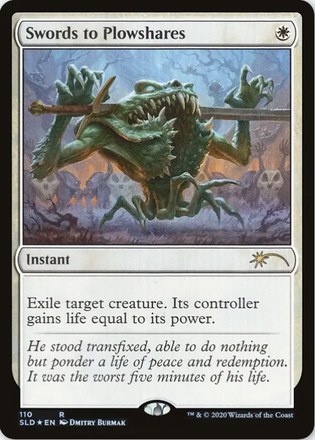 Swords to Plowshares
Instant
Exile target creature. Its controller
gains life equal to its power.
He stood transfixed, able to do nothing
but ponder a life of peace and redemption.
It was the worst five minutes of his life.
110 R
SLD ★ EN Dmitry Burmak
™ & © 2020 Wizards of the Coast